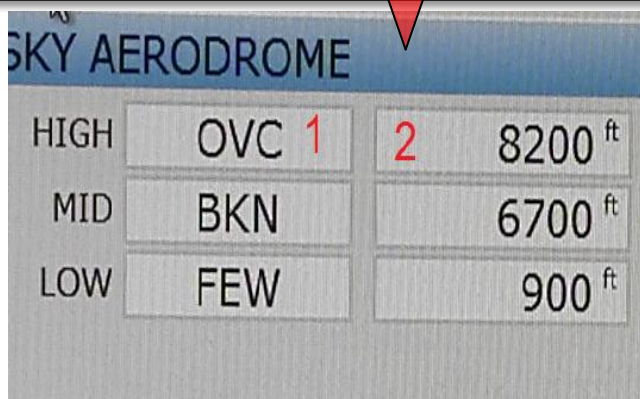 SKY AERODROME
HIGH OVC 1 2 8200 ft
MID BKN 6700 ft
LOW FEW 900 ft